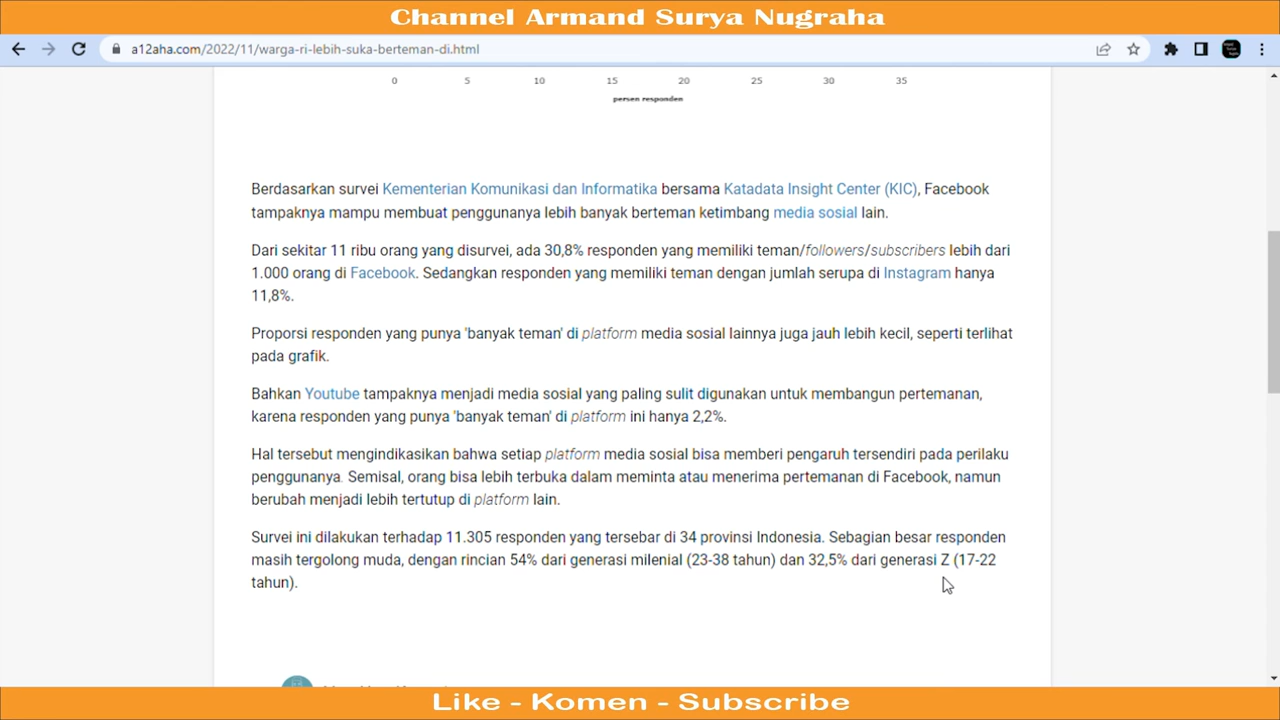 Channel Armand Surya Nugraha
a12aha.com/2022/11/warga-ri-lebih-suka-berteman-di.html
0 5 10 15 20 25 30 35
persen responden
Berdasarkan survei Kementerian Komunikasi dan Informatika bersama Katadata Insight Center (KIC), Facebook
tampaknya mampu membuat penggunanya lebih banyak berteman ketimbang media sosial lain.
Dari sekitar 11 ribu orang yang disurvei, ada 30,8% responden yang memiliki teman/followers/subscribers lebih dari
1.000 orang di Facebook. Sedangkan responden yang memiliki teman dengan jumlah serupa di Instagram hanya
11,8%.
Proporsi responden yang punya 'banyak teman' di platform media sosial lainnya juga jauh lebih kecil, seperti terlihat
pada grafik.
Bahkan Youtube tampaknya menjadi media sosial yang paling sulit digunakan untuk membangun pertemanan,
karena responden yang punya 'banyak teman' di platform ini hanya 2,2%.
Hal tersebut mengindikasikan bahwa setiap platform media sosial bisa memberi pengaruh tersendiri pada perilaku
penggunanya. Semisal, orang bisa lebih terbuka dalam meminta atau menerima pertemanan di Facebook, namun
berubah menjadi lebih tertutup di platform lain.
Survei ini dilakukan terhadap 11.305 responden yang tersebar di 34 provinsi Indonesia. Sebagian besar responden
masih tergolong muda, dengan rincian 54% dari generasi milenial (23-38 tahun) dan 32,5% dari generasi Z (17-22
tahun).
Like - Komen - Subscribe